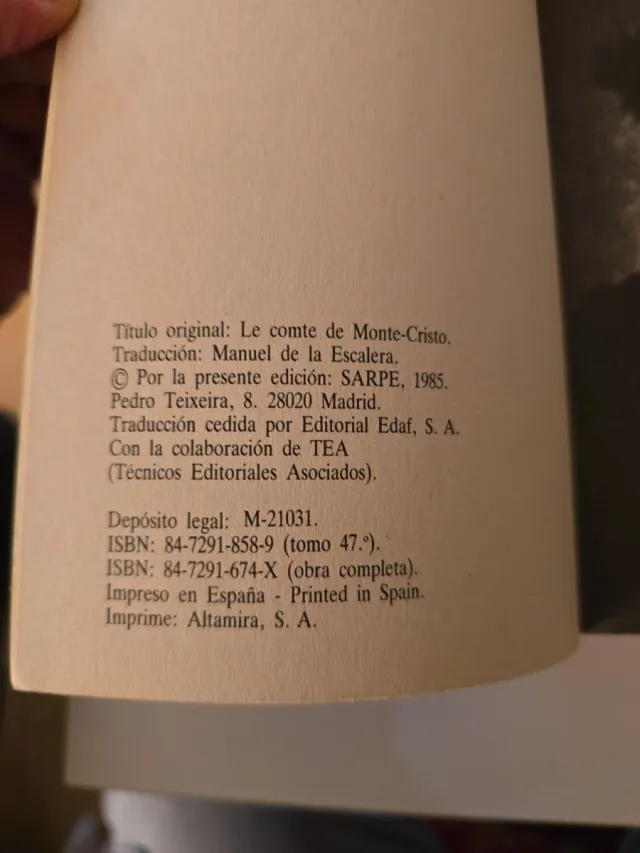 Título original: Le comte de Monte-Cristo.
Traducción: Manuel de la Escalera.
© Por la presente edición: SARPE, 1985.
Pedro Teixeira, 8. 28020 Madrid.
Traducción cedida por Editorial Edaf, S. A.
Con la colaboración de TEA
(Técnicos Editoriales Asociados).
Depósito legal: M-21031.
ISBN: 84-7291-858-9 (tomo 47.º).
ISBN: 84-7291-674-X (obra completa).
Impreso en España - Printed in Spain.
Imprime: Altamira, S. A.